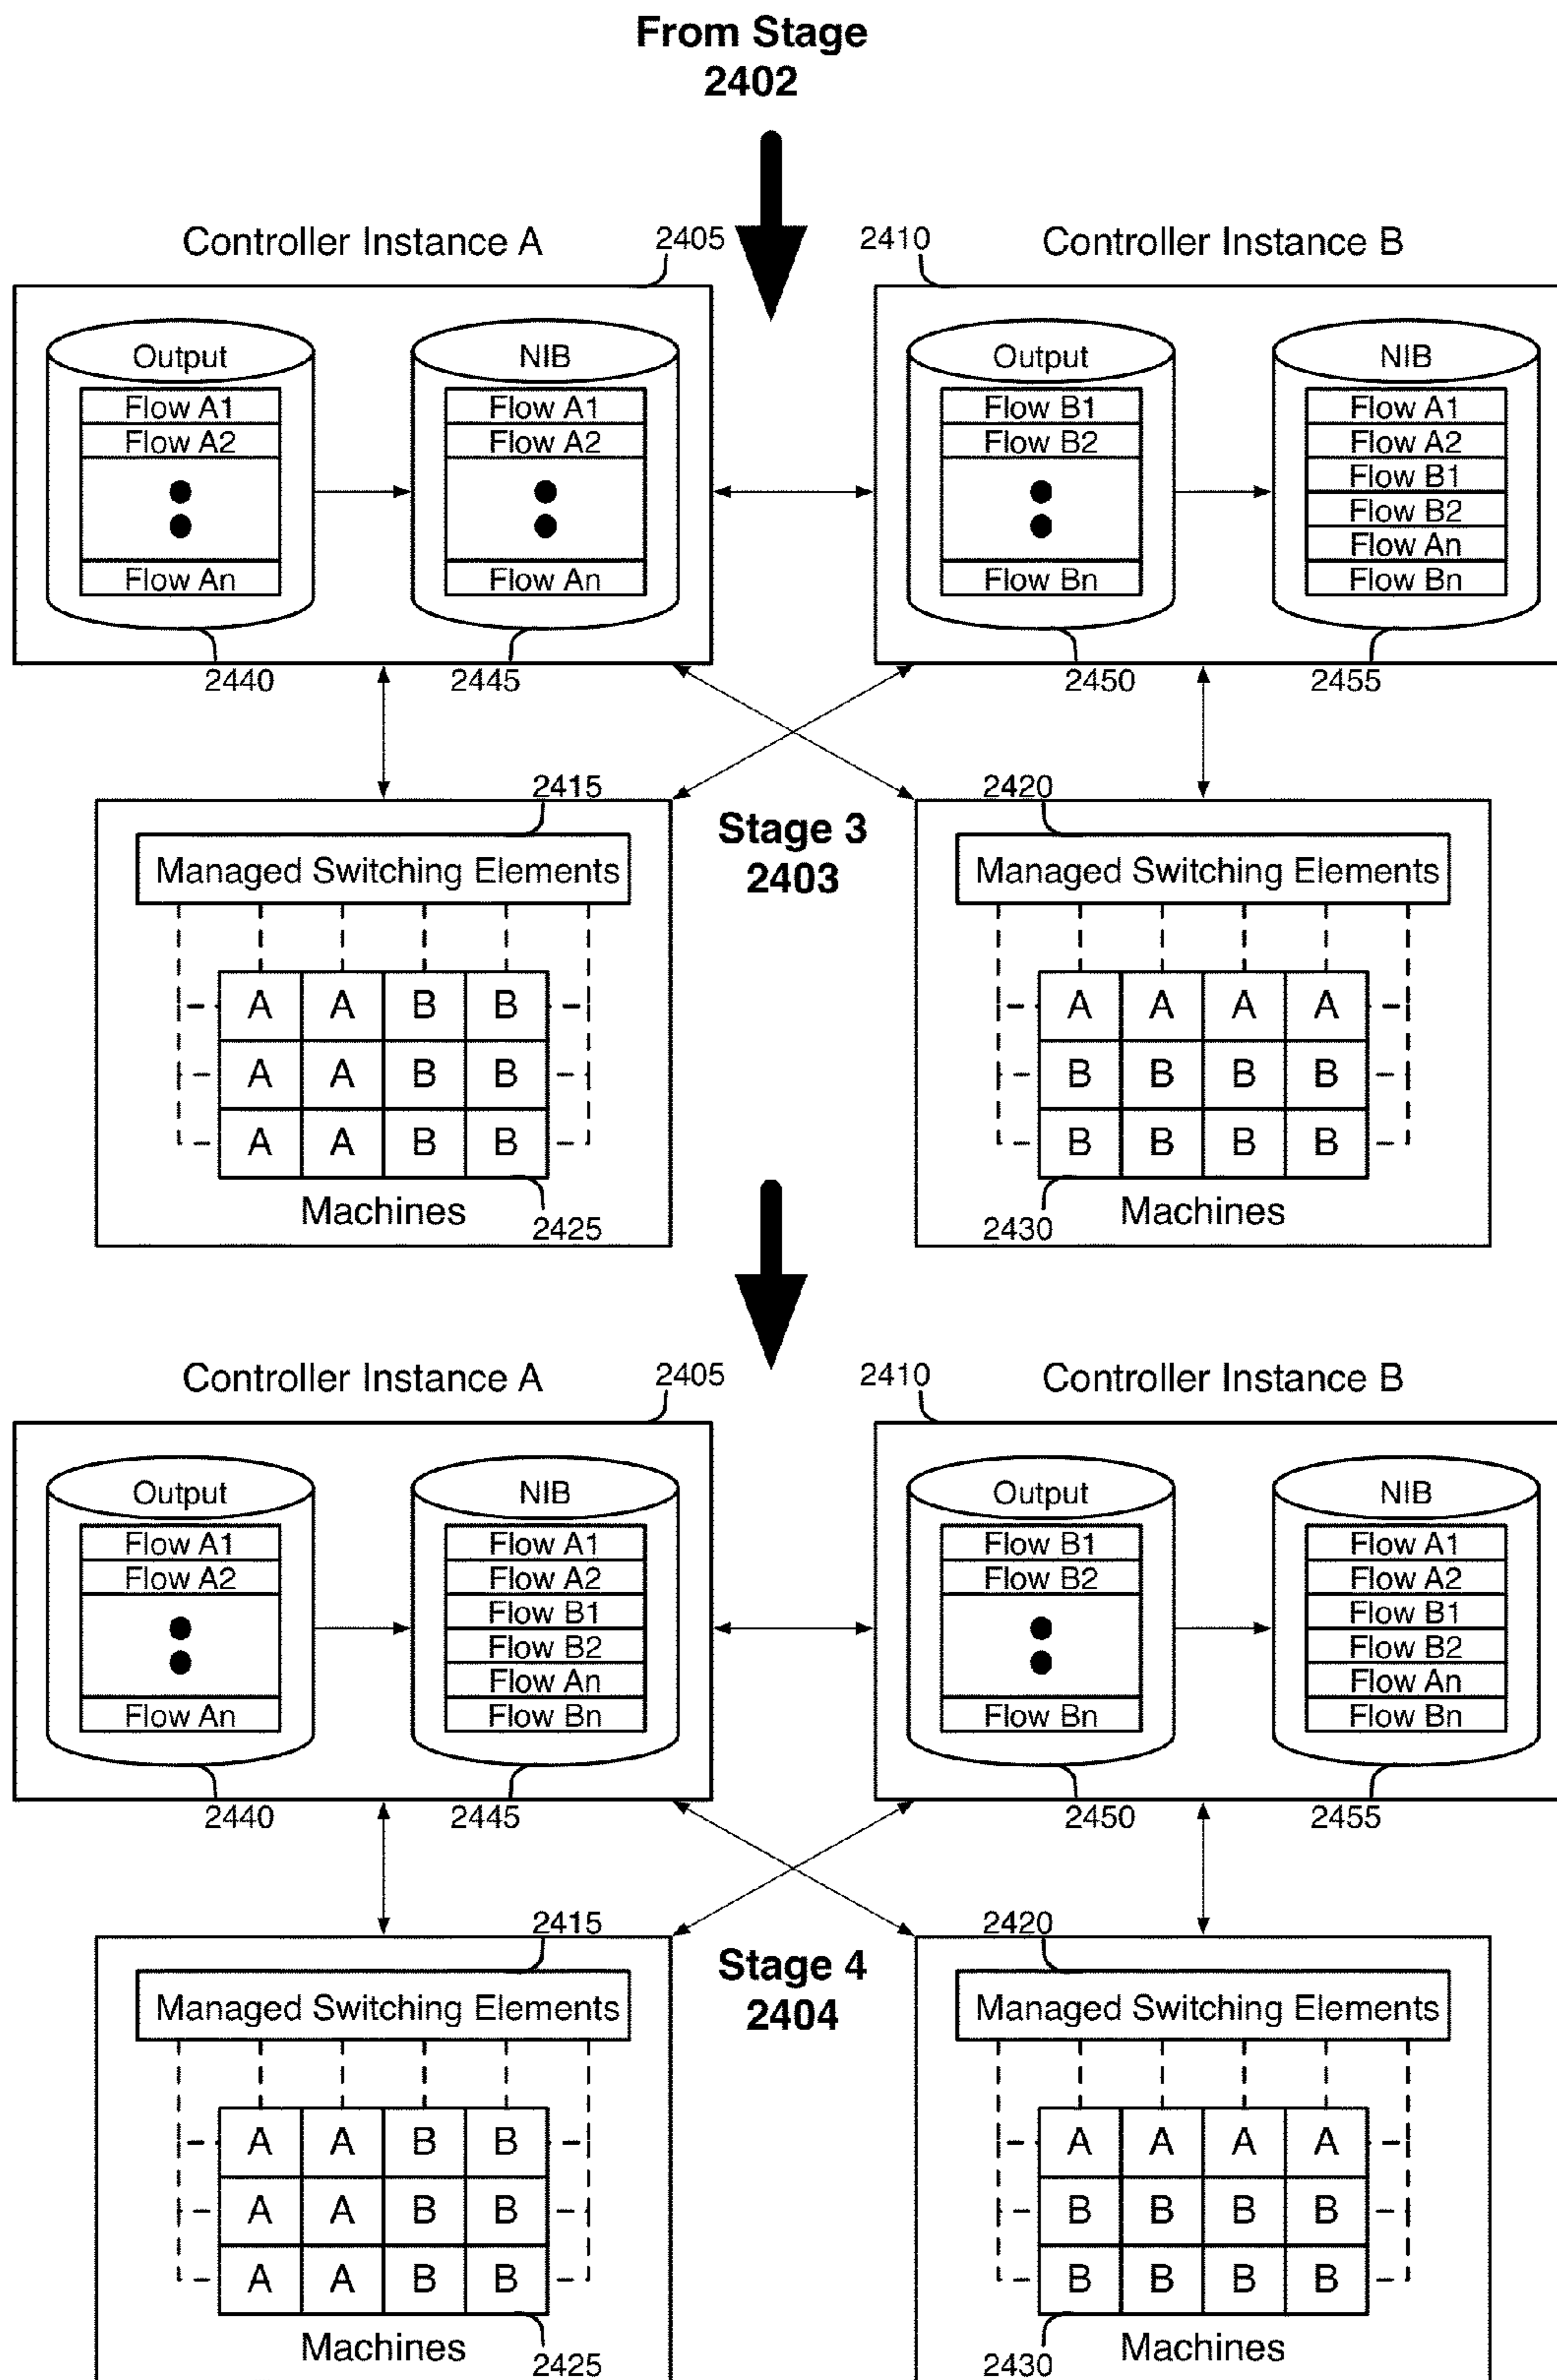 From Stage
2402
Controller Instance A
2405
2410
Controller Instance B
Output
NIB
Output
NIB
Flow A1
Flow A1
Flow B1
Flow A1
Flow A2
Flow A2
Flow B2
Flow A2
Flow B1
Flow B2
Flow An
Flow An
Flow An
Flow Bn
Flow Bn
2440
2445
2450
2455
2415
2420
Stage 3
2403
Managed Switching Elements
Managed Switching Elements
A A B B
A A A A
A A B B
B B B B
A A B B
B B B B
Machines
2425
2430
Machines
Controller Instance A
2405
2410
Controller Instance B
Output
NIB
Output
NIB
Flow A1
Flow A1
Flow B1
Flow A1
Flow A2
Flow A2
Flow B2
Flow A2
Flow B1
Flow B1
Flow B2
Flow B2
Flow An
Flow An
Flow An
Flow Bn
Flow Bn
Flow Bn
2440
2445
2450
2455
2415
2420
Stage 4
2404
Managed Switching Elements
Managed Switching Elements
A A B B
A A A A
A A B B
B B B B
A A B B
B B B B
Machines
2425
2430
Machines